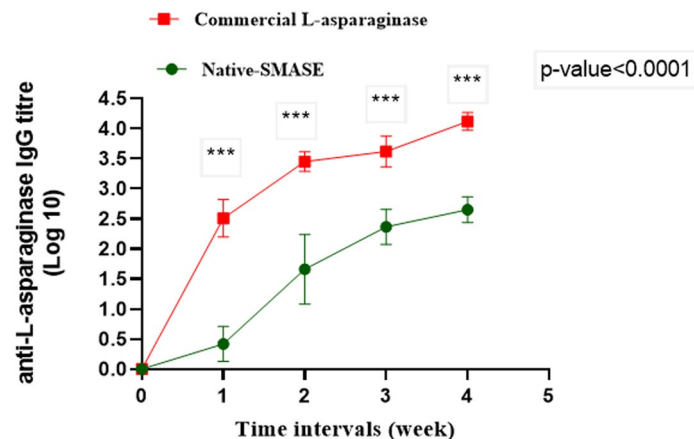 Commercial L-asparaginase
Native-SMASE
p-value<0.0001
anti-L-asparaginase IgG titre
(Log 10)
4.5
4.0
3.5
3.0
2.5
2.0
1.5
1.0
0.5
0.0
***
***
***
***
0 1 2 3 4 5
Time intervals (week)